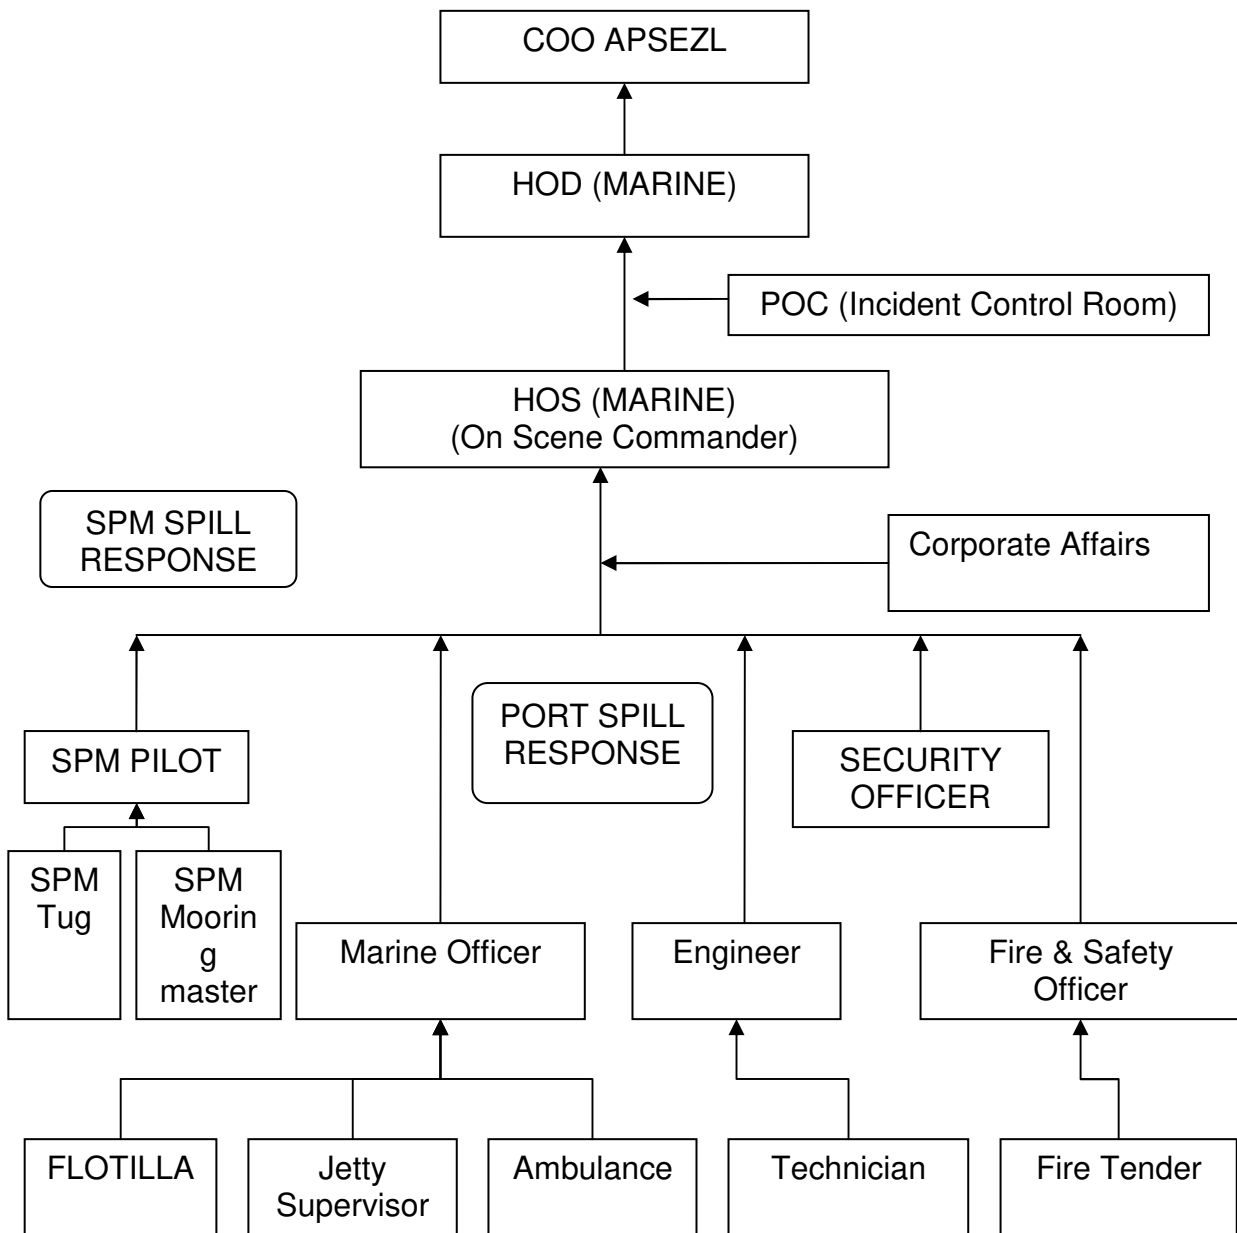 COO APSEZL
HOD (MARINE)
POC (Incident Control Room)
HOS (MARINE)
(On Scene Commander)
SPM SPILL
RESPONSE
Corporate Affairs
PORT SPILL
RESPONSE
SPM PILOT
SECURITY
OFFICER
SPM
Tug
SPM
Moorin
g
master
Marine Officer
Engineer
Fire & Safety
Officer
FLOTILLA
Jetty
Supervisor
Ambulance
Technician
Fire Tender